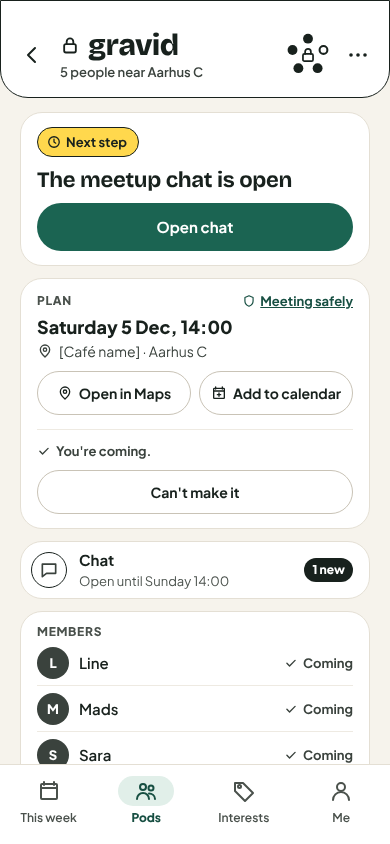 gravid
5 people near Aarhus C
Next step
The meetup chat is open
Open chat
PLAN
Meeting safely
Saturday 5 Dec, 14:00
[Café name] · Aarhus C
Open in Maps
Add to calendar
You're coming.
Can't make it
Chat
Open until Sunday 14:00
1 new
MEMBERS
L Line Coming
M Mads Coming
S Sara Coming
This week Pods Interests Me